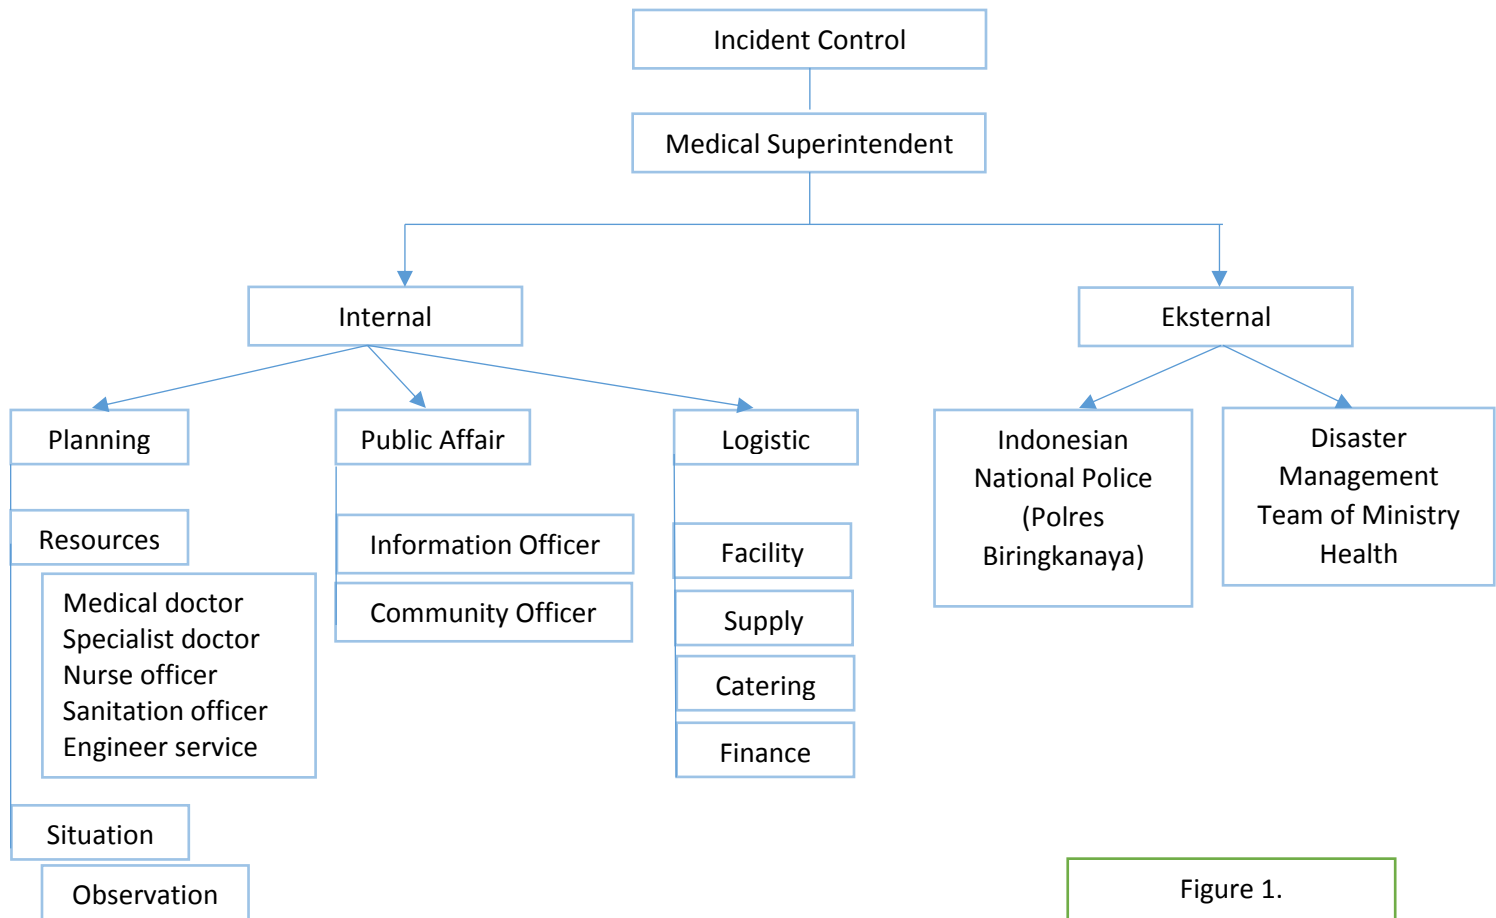 Incident Control
Medical Superintendent
Internal
Eksternal
Planning
Public Affair
Logistic
Indonesian
National Police
(Polres
Biringkanaya)
Disaster
Management
Team of Ministry
Health
Resources
Medical doctor
Specialist doctor
Nurse officer
Sanitation officer
Engineer service
Situation
Observation
Information Officer
Community Officer
Facility
Supply
Catering
Finance
Figure 1.